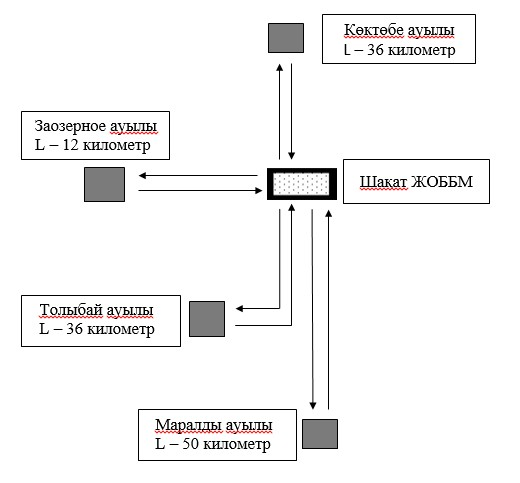 Көктөбе ауылы
L – 36 километр
Заозерное ауылы
L – 12 километр
Шакат ЖОББМ
Толыбай ауылы
L – 36 километр
Маралды ауылы
L – 50 километр